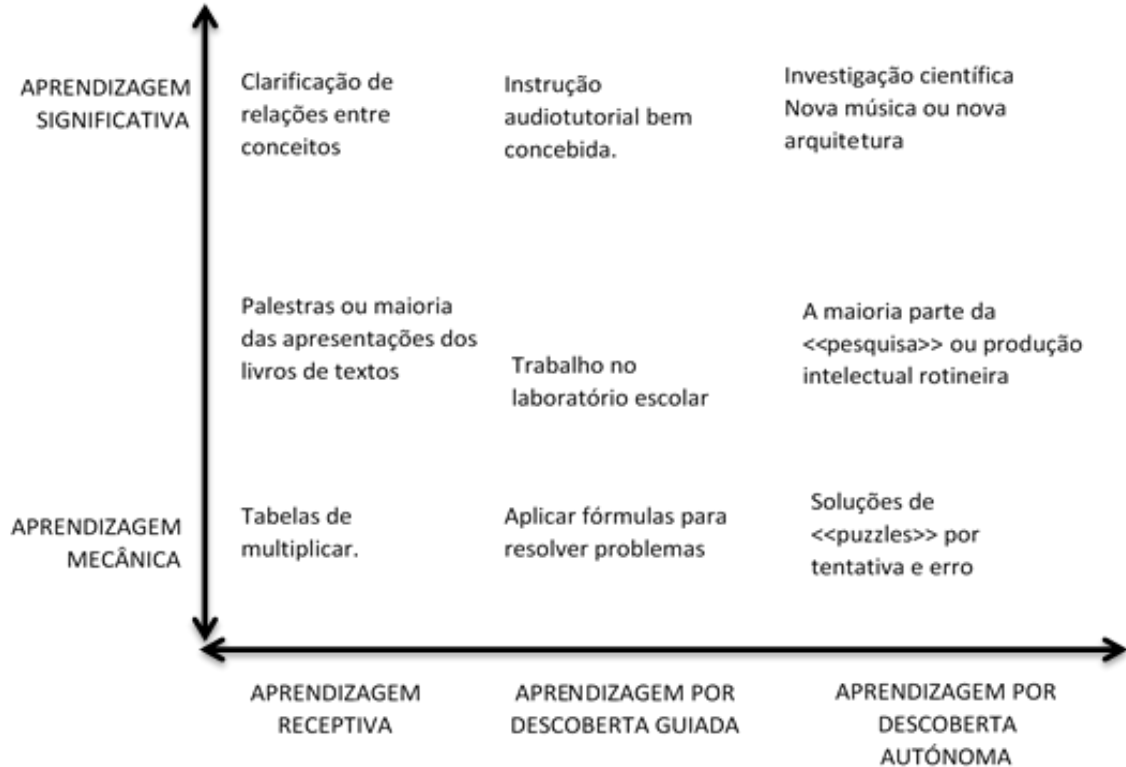 APRENDIZAGEM
SIGNIFICATIVA
Clarificação de
relações entre
conceitos
Instrução
audiotutorial bem
concebida.
Investigação científica
Nova música ou nova
arquitetura
Palestras ou maioria
das apresentações dos
livros de textos
Trabalho no
laboratório escolar
A maioria parte da
<<pesquisa>> ou produção
intelectual rotineira
APRENDIZAGEM
MECÂNICA
Tabelas de
multiplicar.
Aplicar fórmulas para
resolver problemas
Soluções de
<<puzzles>> por
tentativa e erro
APRENDIZAGEM
RECEPTIVA
APRENDIZAGEM POR
DESCOBERTA GUIADA
APRENDIZAGEM POR
DESCOBERTA
AUTÓNOMA